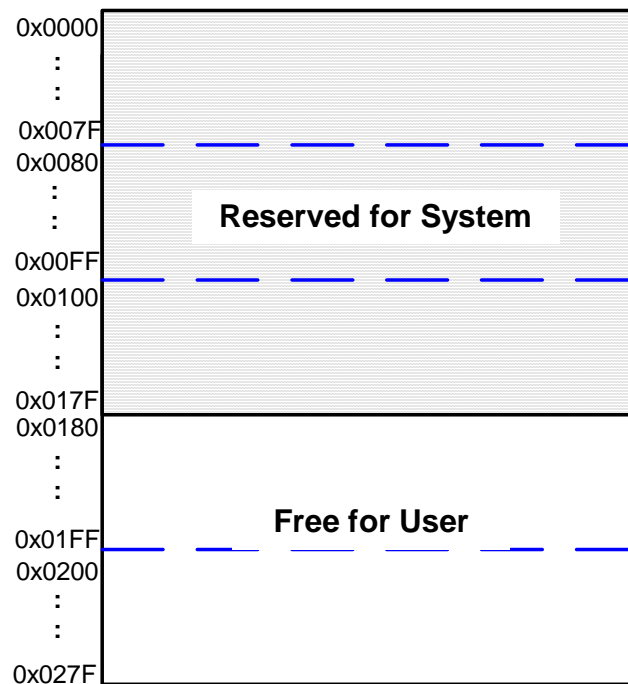 0x0000
:
:
0x007F
0x0080
:
:
Reserved for System
0x00FF
0x0100
:
:
0x017F
0x0180
:
:
Free for User
0x01FF
0x0200
:
:
0x027F